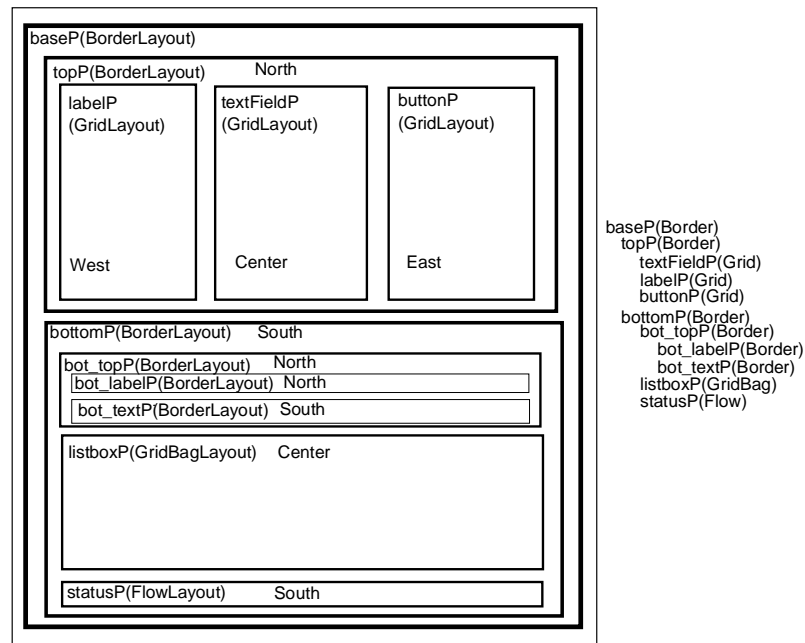 baseP(BorderLayout)
topP(BorderLayout) North
labelP
(GridLayout)
West
textFieldP
(GridLayout)
Center
buttonP
(GridLayout)
East
bottomP(BorderLayout) South
bot_topP(BorderLayout) North
bot_labelP(BorderLayout) North
bot_textP(BorderLayout) South
listboxP(GridBagLayout) Center
statusP(FlowLayout) South
baseP(Border)
topP(Border)
textFieldP(Grid)
labelP(Grid)
buttonP(Grid)
bottomP(Border)
bot_topP(Border)
bot_labelP(Border)
bot_textP(Border)
listboxP(GridBag)
statusP(Flow)